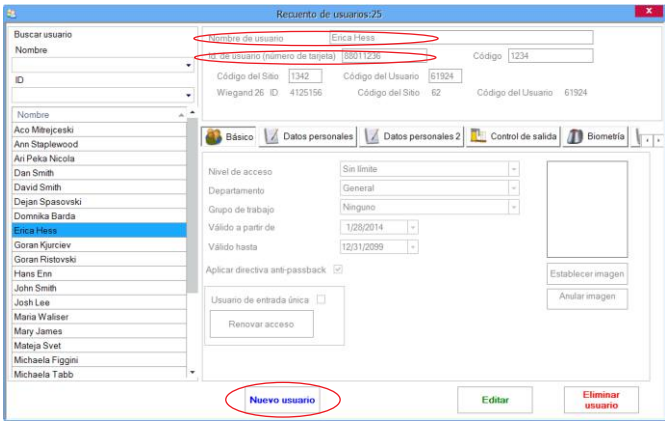 Recuento de usuarios:25
x
Buscar usuario
Nombre
ID
Nombre
Aco Mitrejceski
Ann Staplewood
Ari Peka Nicola
Dan Smith
David Smith
Dejan Spasovski
Domnika Barda
Erica Hess
Goran Kjurciev
Goran Ristovski
Hans Enn
John Smith
Josh Lee
Maria Waliser
Mary James
Mateja Svet
Michaela Figgini
Michaela Tabb
Nombre de usuario Erica Hess
Id. de usuario (número de tarjeta) 88011236 Código 1234
Código del Sitio 1342 Código del Usuario 61924
Wiegand 26 ID 4125156 Código del Sitio 62 Código del Usuario 61924
Básico Datos personales Datos personales 2 Control de salida Biometría
Nivel de acceso Sin límite
Departamento General
Grupo de trabajo Ninguno
Válido a partir de 1/28/2014
Válido hasta 12/31/2099
Aplicar directiva anti-passback
Usuario de entrada única
Renovar acceso
Establecer imagen
Anular imagen
Nuevo usuario
Editar
Eliminar
usuario